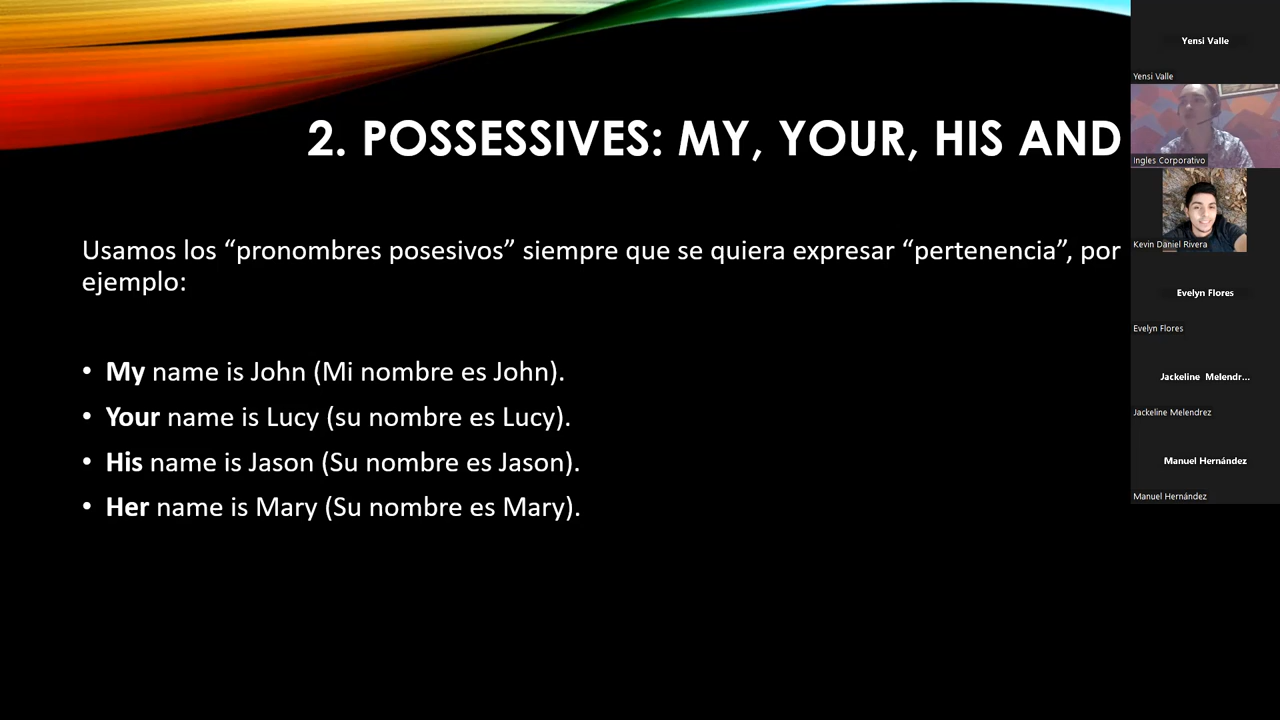 2. POSSESSIVES: MY, YOUR, HIS AND
Usamos los “pronombres posesivos” siempre que se quiera expresar “pertenencia”, por
ejemplo:
• My name is John (Mi nombre es John).
• Your name is Lucy (su nombre es Lucy).
• His name is Jason (Su nombre es Jason).
• Her name is Mary (Su nombre es Mary).
Yensi Valle
Yensi Valle
Ingles Corporativo
Kevin Daniel Rivera
Evelyn Flores
Evelyn Flores
Jackeline Melendr...
Jackeline Melendrez
Manuel Hernández
Manuel Hernández